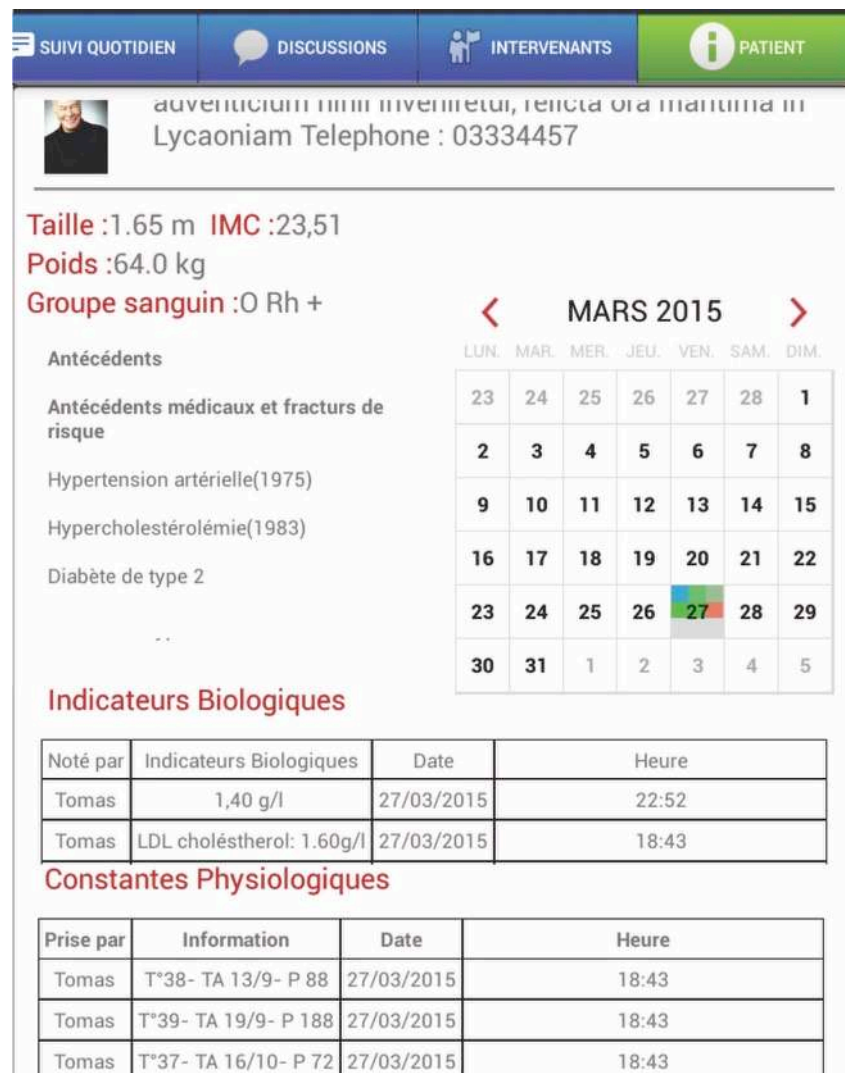 SUIVI QUOTIDIEN DISCUSSIONS INTERVENANTS PATIENT
adventicium nihil inveniretur, relicta ora maritima in
Lycaoniam Telephone : 03334457
Taille :1.65 m IMC :23,51
Poids :64.0 kg
Groupe sanguin :O Rh +
Antécédents
Antécédents médicaux et fracturs de
risque
Hypertension artérielle(1975)
Hypercholestérolémie(1983)
Diabète de type 2
MARS 2015
LUN. MAR. MER. JEU. VEN. SAM. DIM.
23 24 25 26 27 28 1
2 3 4 5 6 7 8
9 10 11 12 13 14 15
16 17 18 19 20 21 22
23 24 25 26 27 28 29
30 31 1 2 3 4 5
Indicateurs Biologiques
Noté par Indicateurs Biologiques Date Heure
Tomas 1,40 g/l 27/03/2015 22:52
Tomas LDL choléstherol: 1.60g/l 27/03/2015 18:43
Constantes Physiologiques
Prise par Information Date Heure
Tomas T°38- TA 13/9- P 88 27/03/2015 18:43
Tomas T°39- TA 19/9- P 188 27/03/2015 18:43
Tomas T°37- TA 16/10- P 72 27/03/2015 18:43